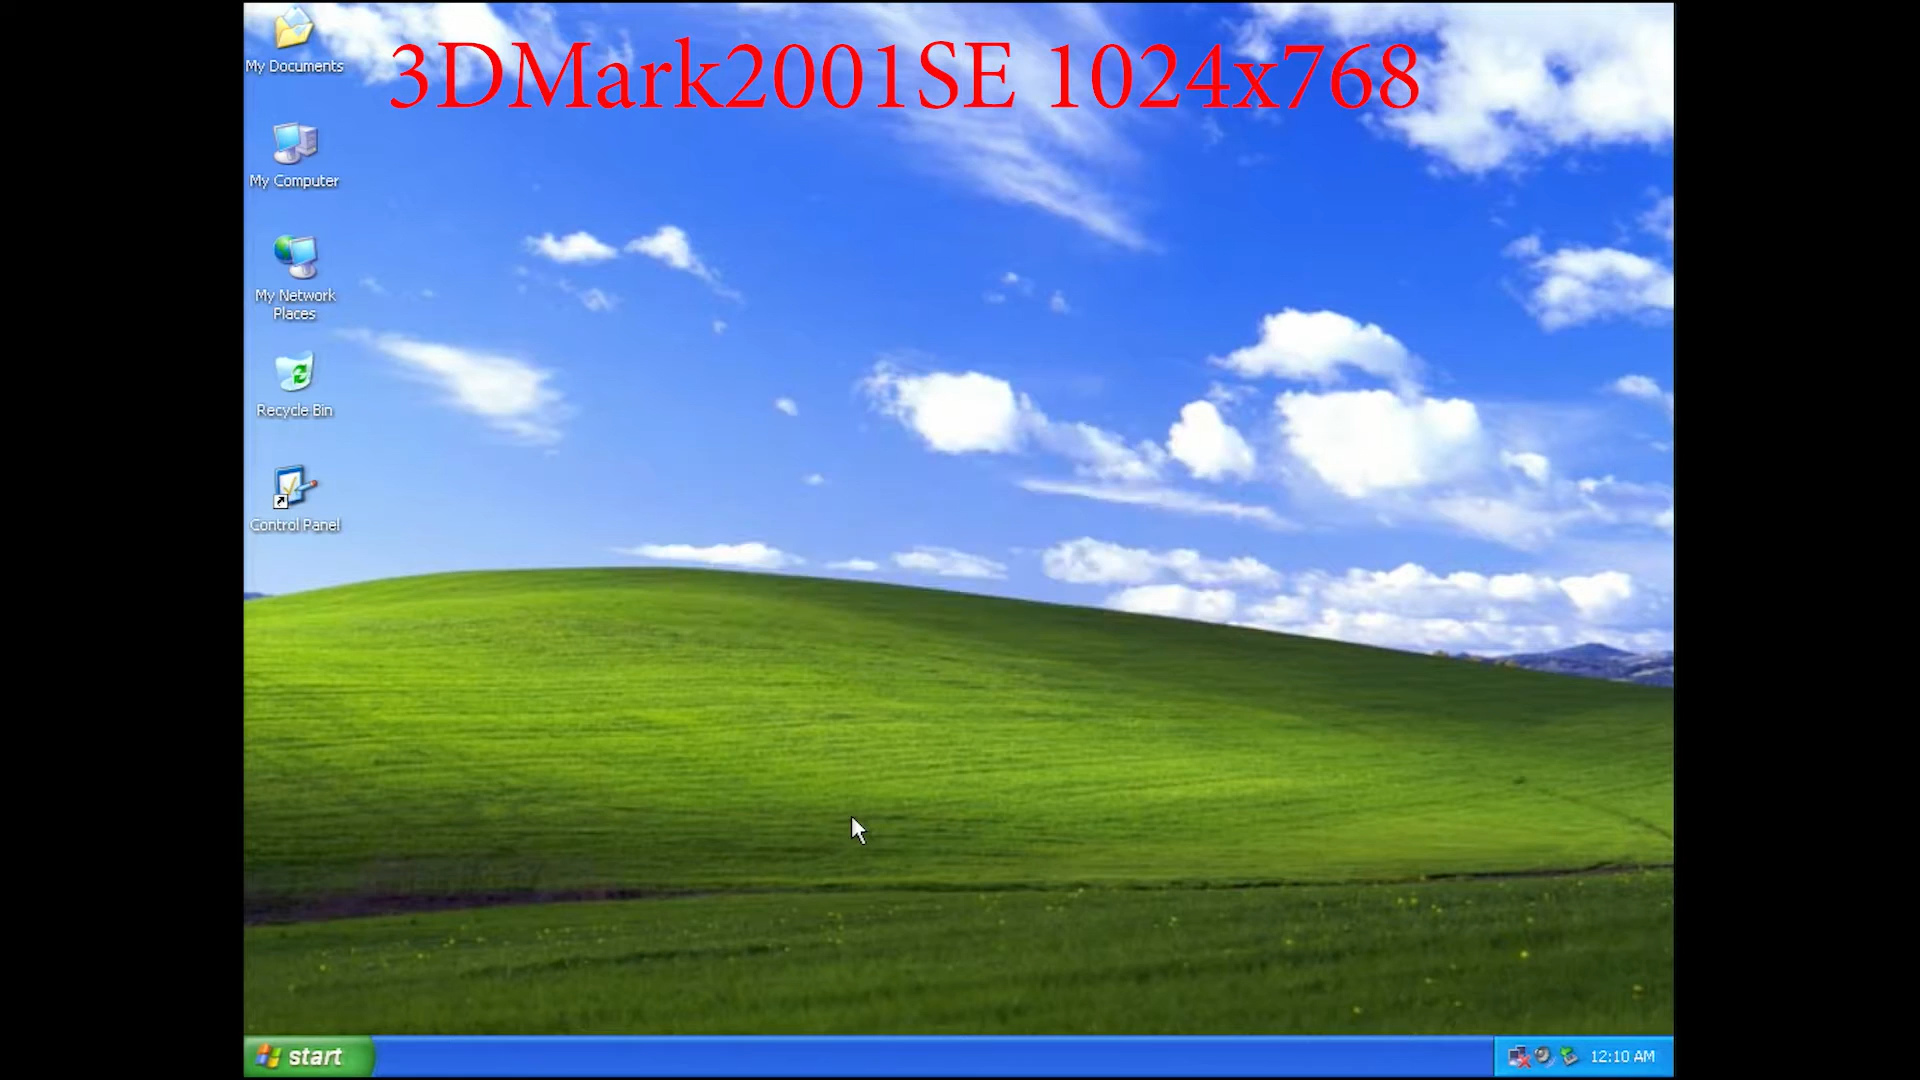 3DMark2001SE 1024x768
My Documents
My Computer
My Network
Places
Recycle Bin
Control Panel
start
12:10 AM